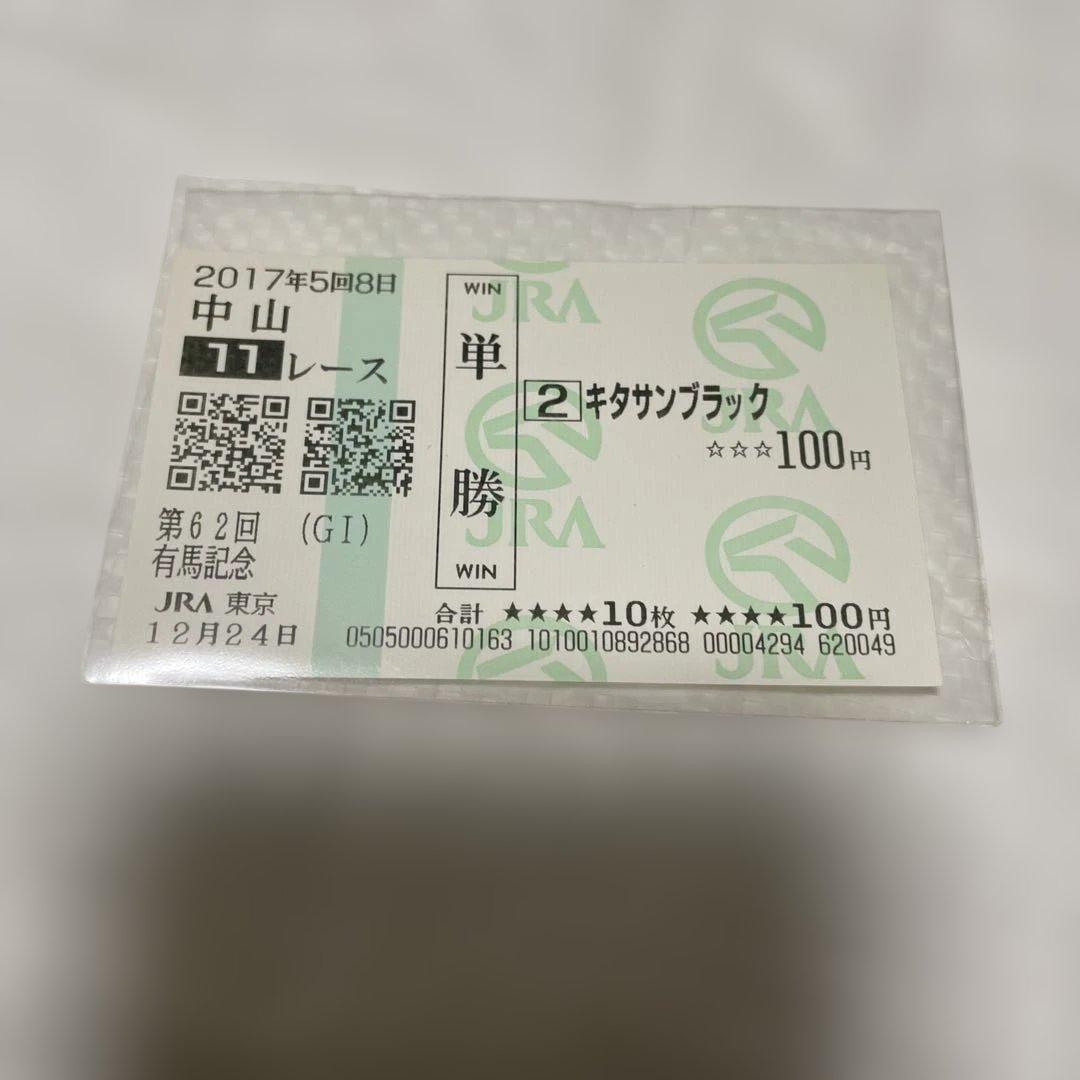 2017年5回8日
中山
11レース
第62回 (GI)
有馬記念
JRA 東京
12月24日
WIN
単勝
WIN
2 キタサンブラック
☆☆☆100円
合計 ★★★★10枚 ★★★★100円
0505000610163 1010010892868 00004294 620049
JRA
JRA
JRA
JRA